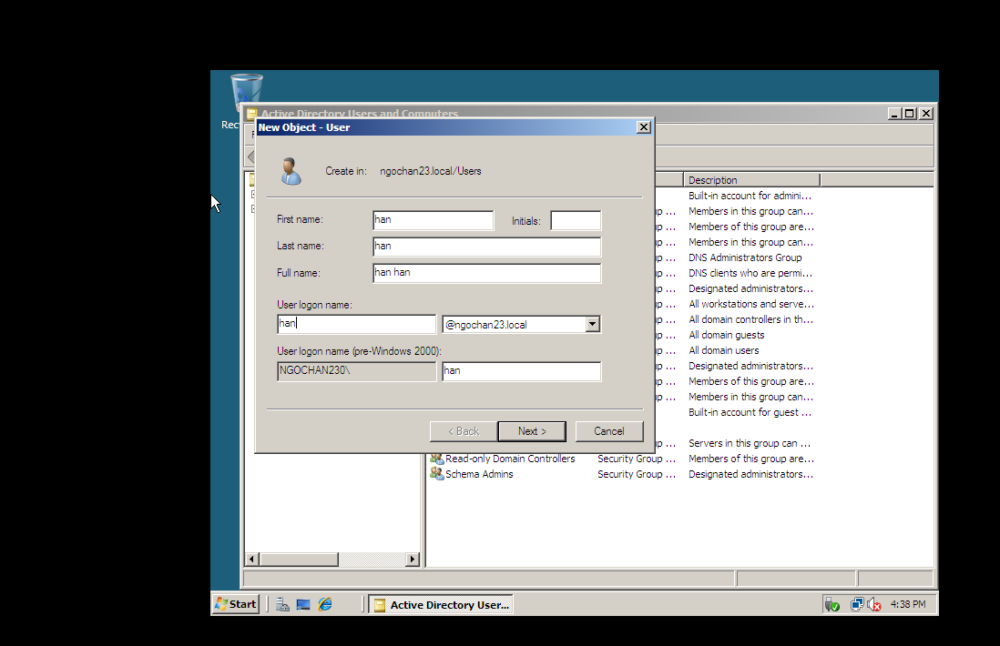 Rec
Active Directory Users and Computers
New Object - User
Create in: ngochan23.local/Users
First name: han Initials:
Last name: han
Full name: han han
User logon name:
han @ngochan23.local
User logon name (pre-Windows 2000):
NGOCHAN230\ han
< Back Next > Cancel
Description
Built-in account for admini...
p ... Members in this group can...
p ... Members of this group are...
p ... Members in this group can...
p ... DNS Administrators Group
p ... DNS clients who are permi...
p ... Designated administrators...
p ... All workstations and serve...
p ... All domain controllers in th...
p ... All domain guests
p ... All domain users
p ... Designated administrators...
p ... Members of this group are...
p ... Members in this group can...
Built-in account for guest ...
p ... Servers in this group can ...
Read-only Domain Controllers Security Group ... Members of this group are...
Schema Admins Security Group ... Designated administrators...
Start Active Directory User... 4:38 PM